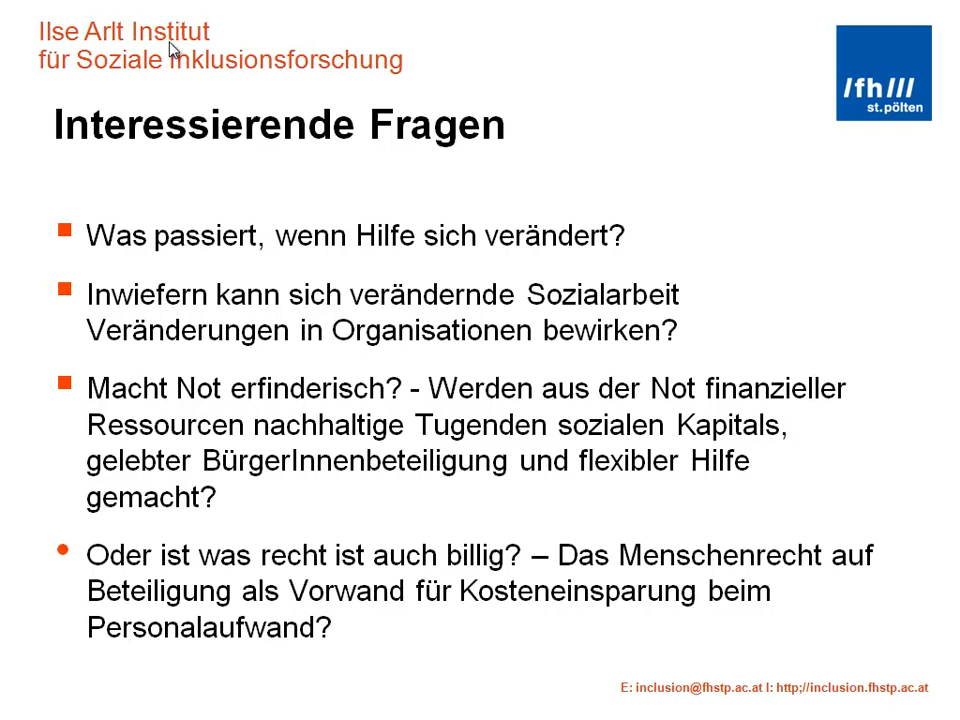 Ilse Arlt Institut
für Soziale Inklusionsforschung
/fh///
st.pölten
Interessierende Fragen
Was passiert, wenn Hilfe sich verändert?
Inwiefern kann sich verändernde Sozialarbeit
Veränderungen in Organisationen bewirken?
Macht Not erfinderisch? - Werden aus der Not finanzieller
Ressourcen nachhaltige Tugenden sozialen Kapitals,
gelebter BürgerInnenbeteiligung und flexibler Hilfe
gemacht?
Oder ist was recht ist auch billig? – Das Menschenrecht auf
Beteiligung als Vorwand für Kosteneinsparung beim
Personalaufwand?
E: inclusion@fhstp.ac.at I: http;//inclusion.fhstp.ac.at